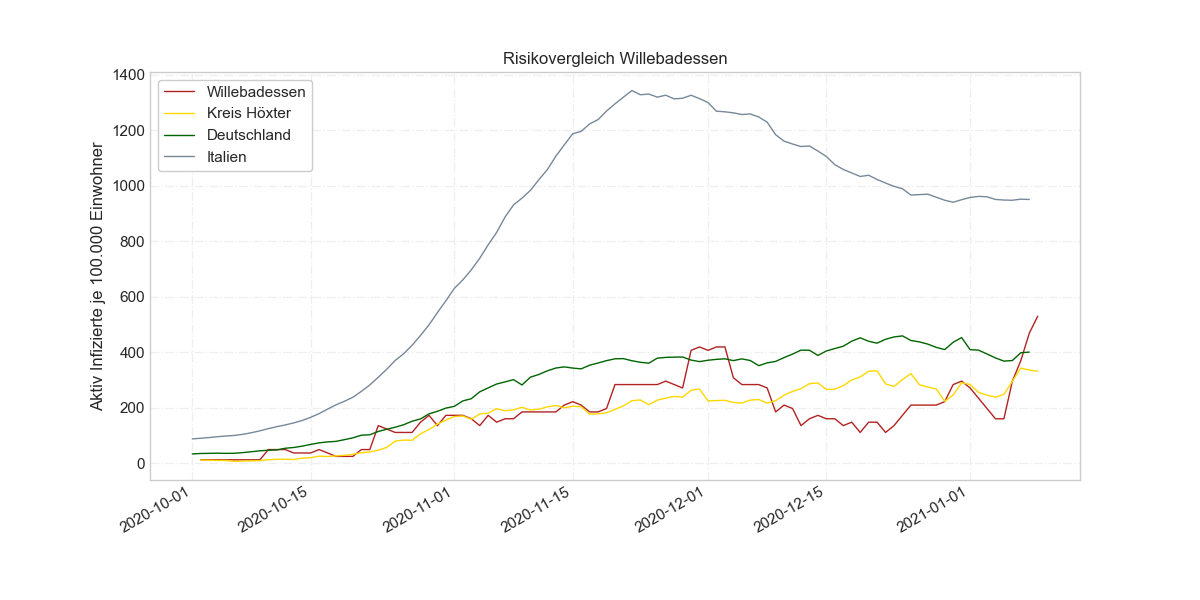 Risikovergleich Willebadessen
Aktiv Infizierte je 100.000 Einwohner
1400
1200
1000
800
600
400
200
0
Willebadessen
Kreis Höxter
Deutschland
Italien
2020-10-01
2020-10-15
2020-11-01
2020-11-15
2020-12-01
2020-12-15
2021-01-01